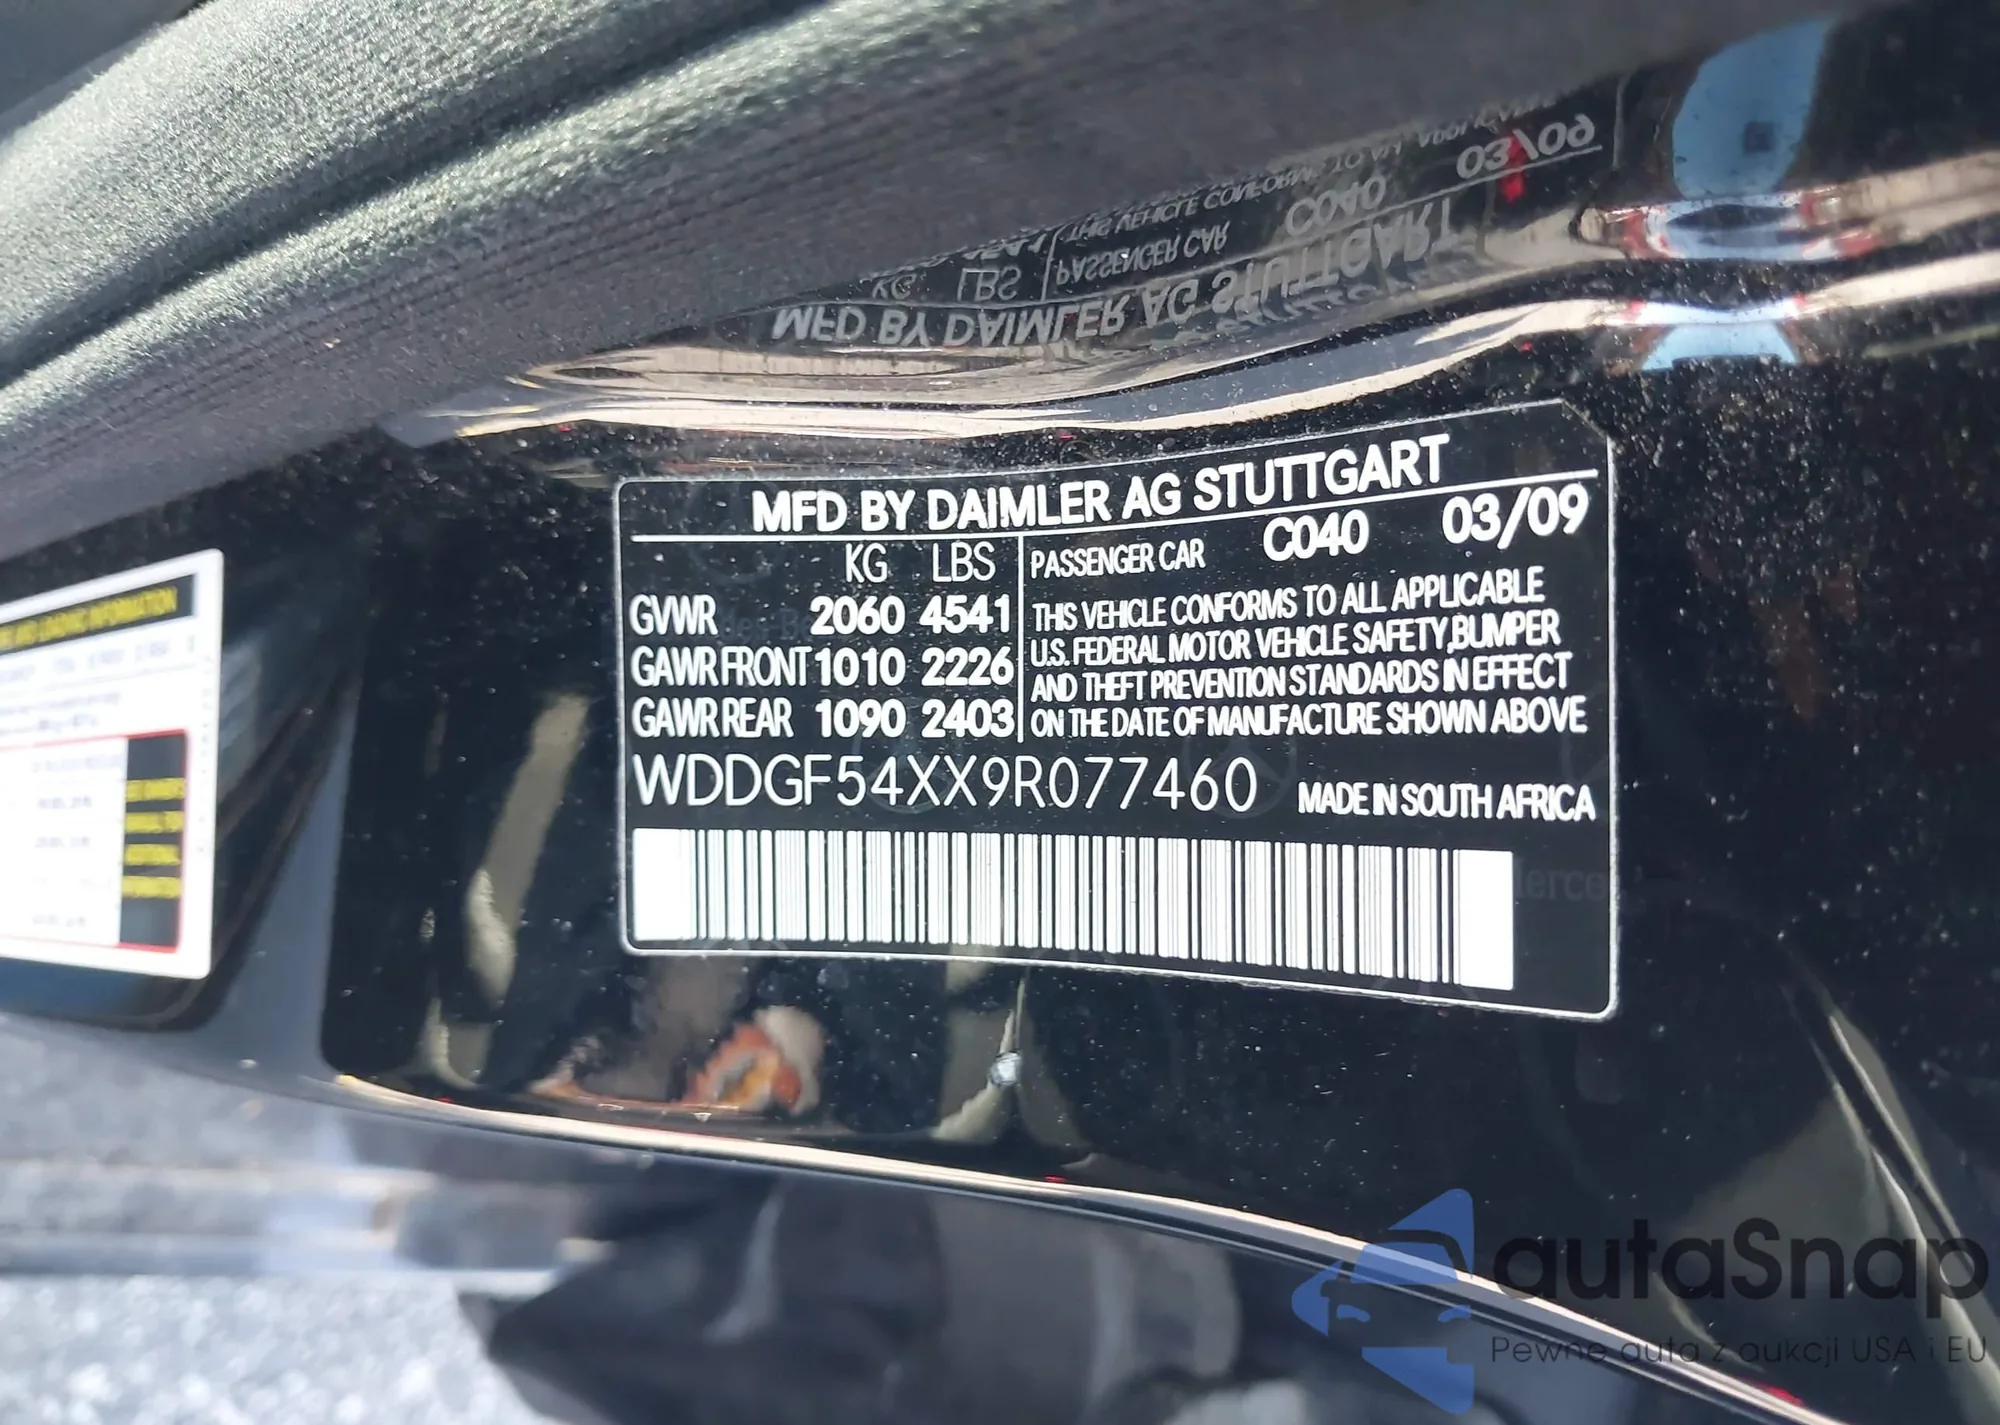 MFD BY DAIMLER AG STUTTGART
KG LBS PASSENGER CAR C040 03/09
GVWR 2060 4541
GAWR FRONT 1010 2226
GAWR REAR 1090 2403
THIS VEHICLE CONFORMS TO ALL APPLICABLE
U.S. FEDERAL MOTOR VEHICLE SAFETY,BUMPER
AND THEFT PREVENTION STANDARDS IN EFFECT
ON THE DATE OF MANUFACTURE SHOWN ABOVE
WDDGF54XX9R077460 MADE IN SOUTH AFRICA
autaSnap
Pewne auta z aukcji USA i EU